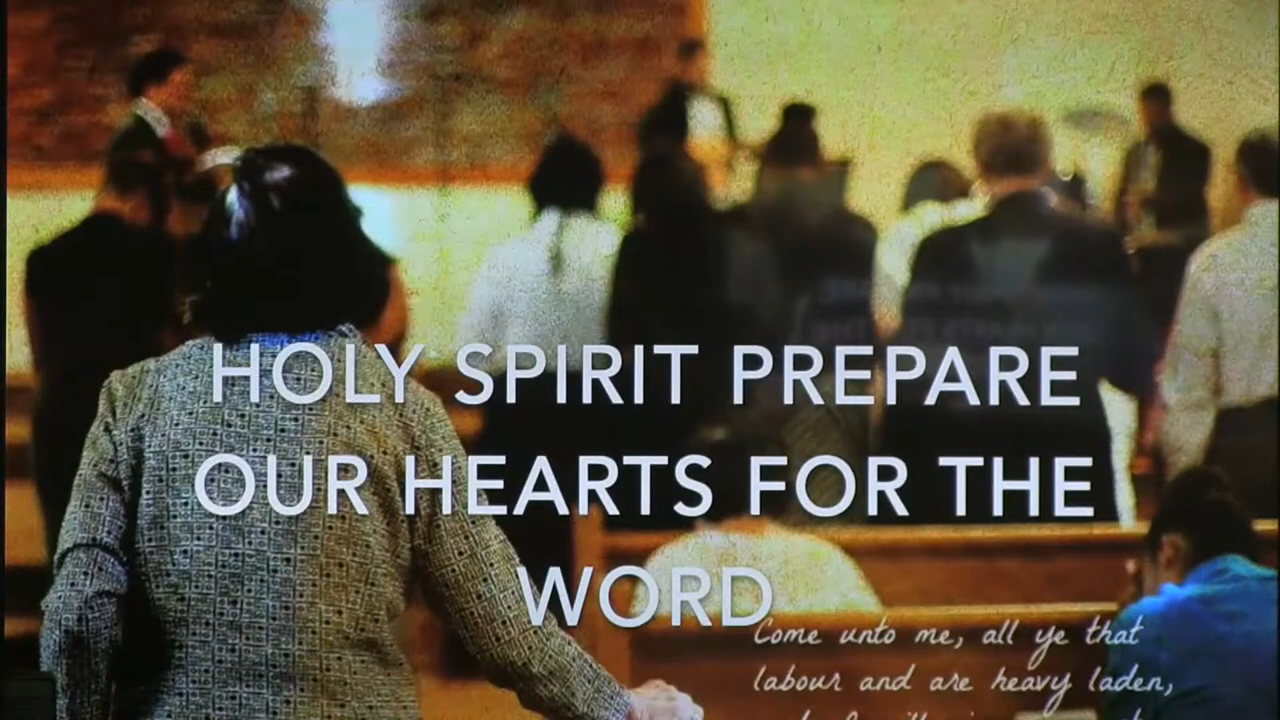 HOLY SPIRIT PREPARE
OUR HEARTS FOR THE
WORD
Come unto me, all ye that
labour and are heavy laden,